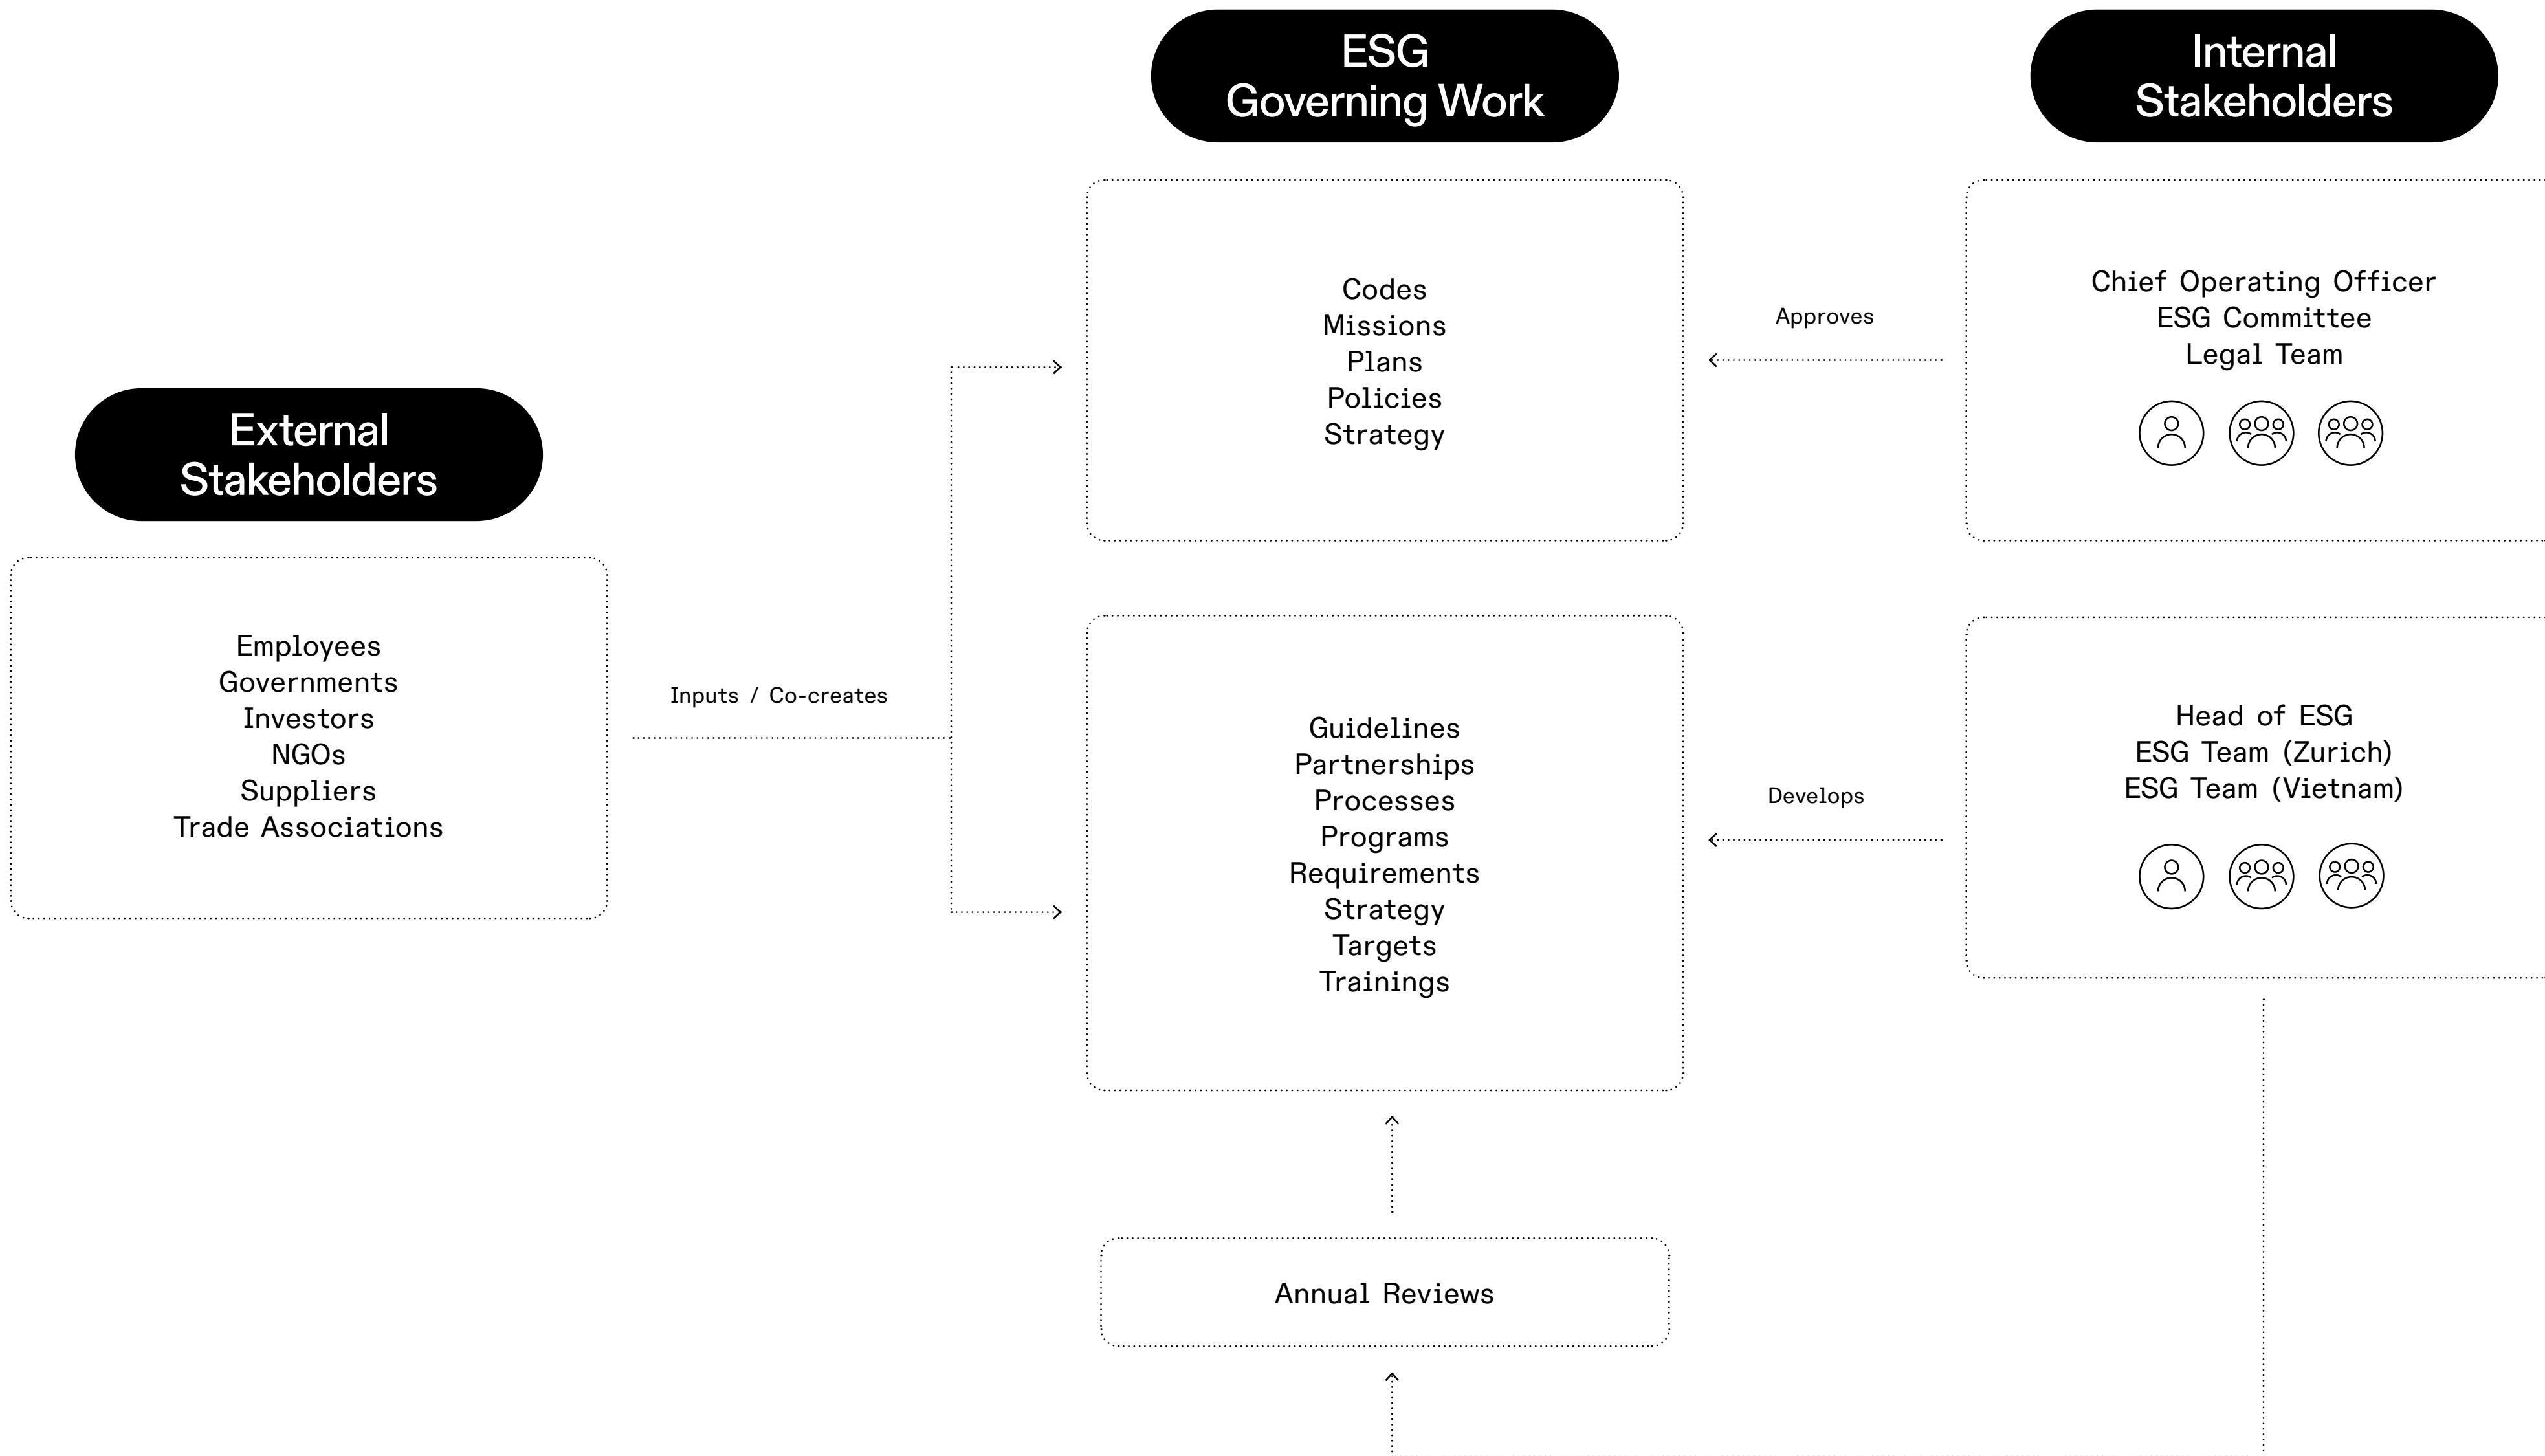 ESG
Governing Work
Internal
Stakeholders
External
Stakeholders
Employees
Governments
Investors
NGOs
Suppliers
Trade Associations
Inputs / Co-creates
Codes
Missions
Plans
Policies
Strategy
Approves
Chief Operating Officer
ESG Committee
Legal Team
Guidelines
Partnerships
Processes
Programs
Requirements
Strategy
Targets
Trainings
Develops
Head of ESG
ESG Team (Zurich)
ESG Team (Vietnam)
Annual Reviews